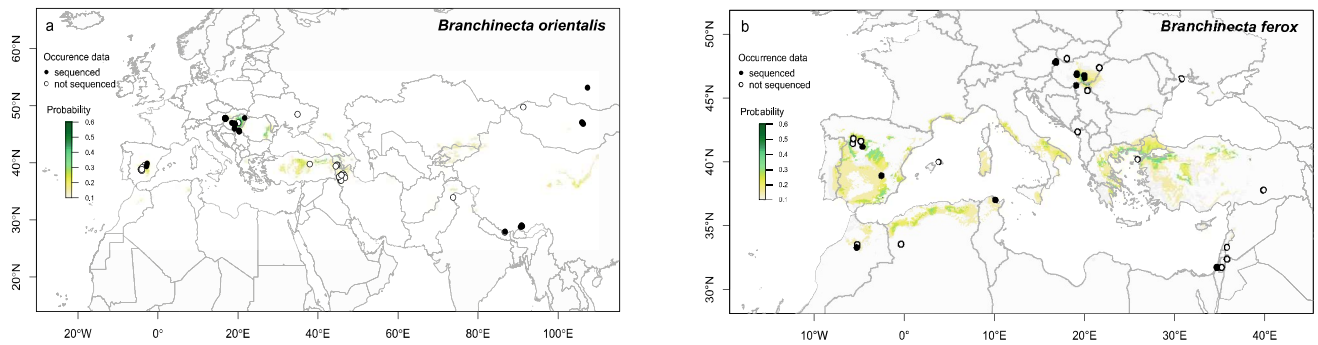 a
Branchinecta orientalis
Occurrence data
sequenced
not sequenced
Probability
0.6
0.5
0.4
0.3
0.2
0.1
60°N
50°N
40°N
30°N
20°N
20°W 0° 20°E 40°E 60°E 80°E 100°E
b
Branchinecta ferox
Occurrence data
sequenced
not sequenced
Probability
0.6
0.5
0.4
0.3
0.2
0.1
50°N
45°N
40°N
35°N
30°N
10°W 0° 10°E 20°E 30°E 40°E